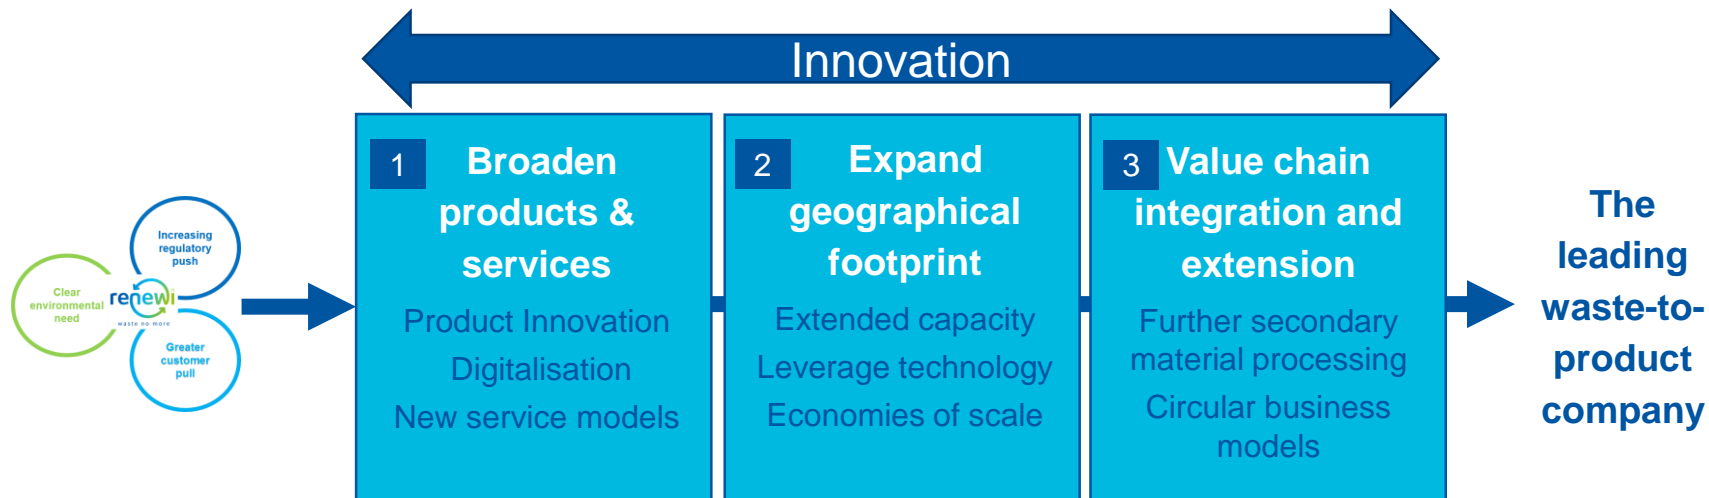 Innovation
Increasing
regulatory
push
Clear
environmental
need
renewi
waste no more
Greater
customer
pull
1
Broaden
products &
services
Product Innovation
Digitalisation
New service models
2
Expand
geographical
footprint
Extended capacity
Leverage technology
Economies of scale
3
Value chain
integration and
extension
Further secondary
material processing
Circular business
models
The
leading
waste-to-
product
company